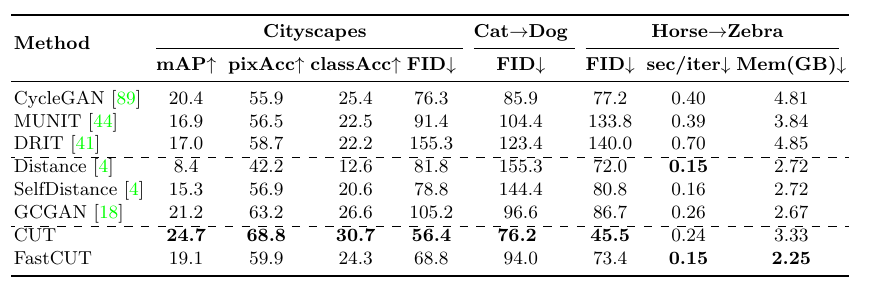 Method Cityscapes Cat→Dog Horse→Zebra
mAP↑ pixAcc↑ classAcc↑ FID↓ FID↓ FID↓ sec/iter↓ Mem(GB)↓
CycleGAN [89] 20.4 55.9 25.4 76.3 85.9 77.2 0.40 4.81
MUNIT [44] 16.9 56.5 22.5 91.4 104.4 133.8 0.39 3.84
DRIT [41] 17.0 58.7 22.2 155.3 123.4 140.0 0.70 4.85
Distance [4] 8.4 42.2 12.6 81.8 155.3 72.0 0.15 2.72
SelfDistance [4] 15.3 56.9 20.6 78.8 144.4 80.8 0.16 2.72
GCGAN [18] 21.2 63.2 26.6 105.2 96.6 86.7 0.26 2.67
CUT 24.7 68.8 30.7 56.4 76.2 45.5 0.24 3.33
FastCUT 19.1 59.9 24.3 68.8 94.0 73.4 0.15 2.25